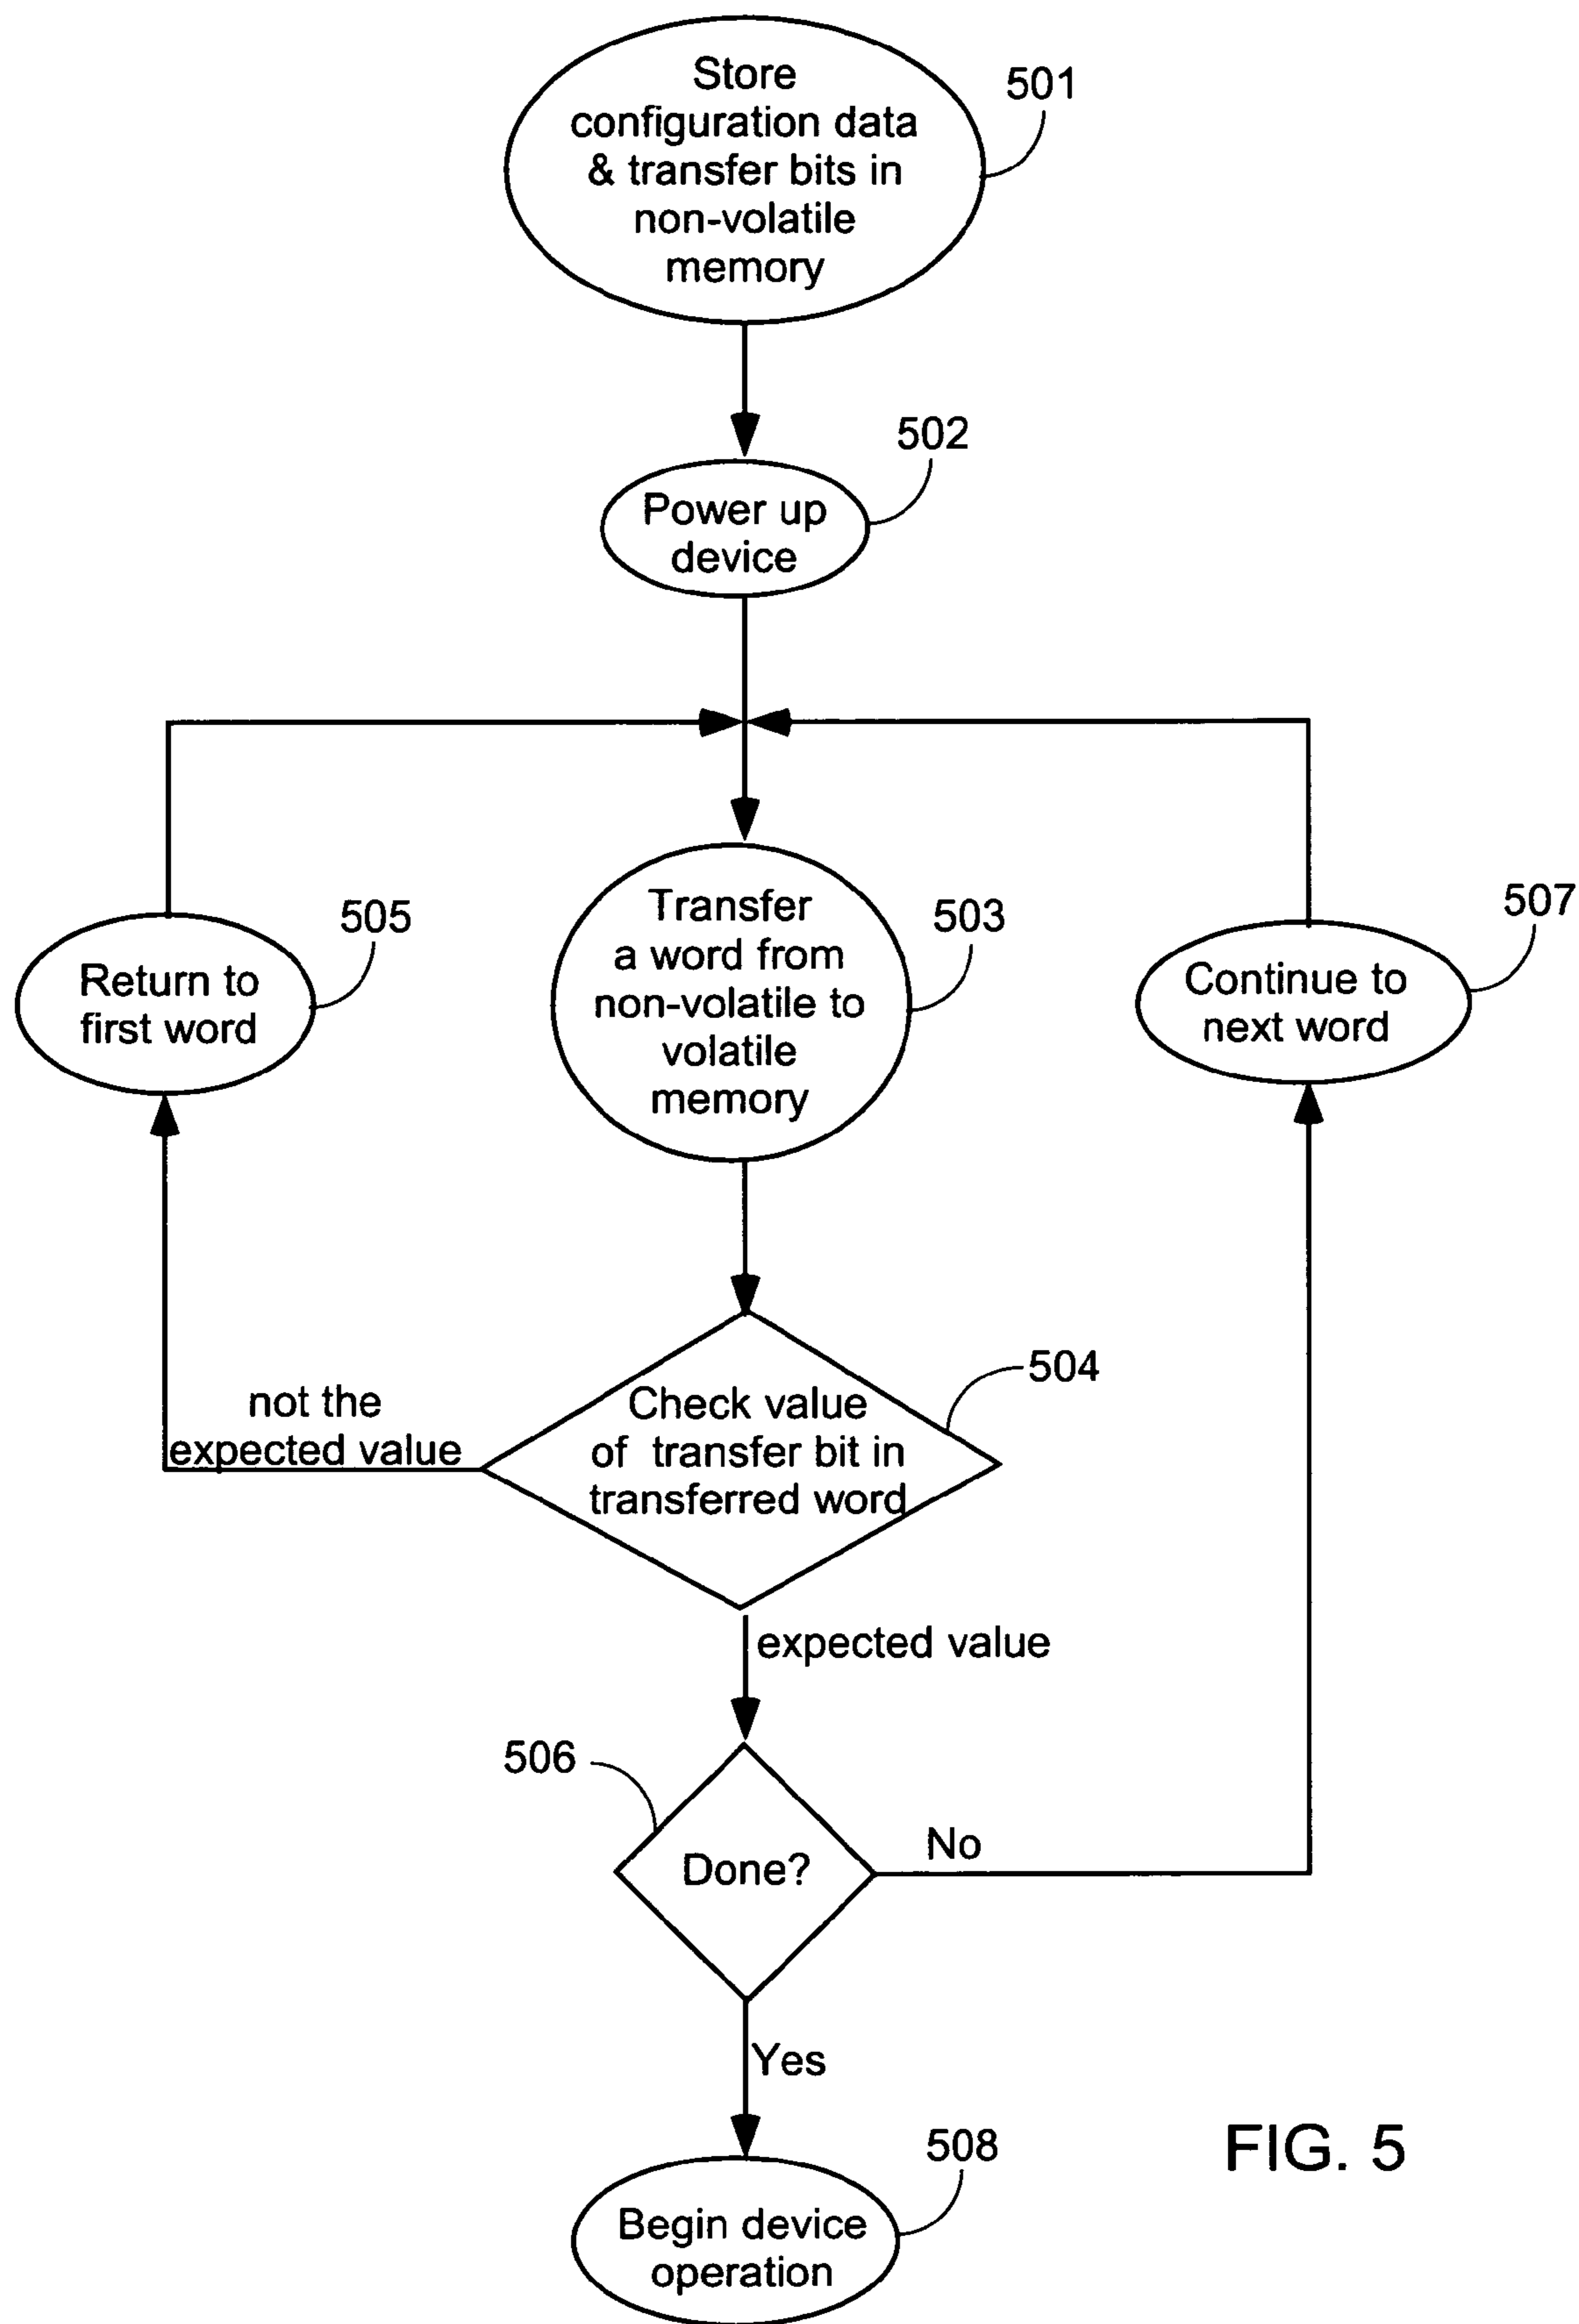 Store
configuration data
& transfer bits in
non-volatile
memory
501
Power up
device
502
Return to
first word
505
Transfer
a word from
non-volatile to
volatile
memory
503
Continue to
next word
507
Check value
of transfer bit in
transferred word
504
not the
expected value
expected value
506
Done?
No
Yes
Begin device
operation
508
FIG. 5